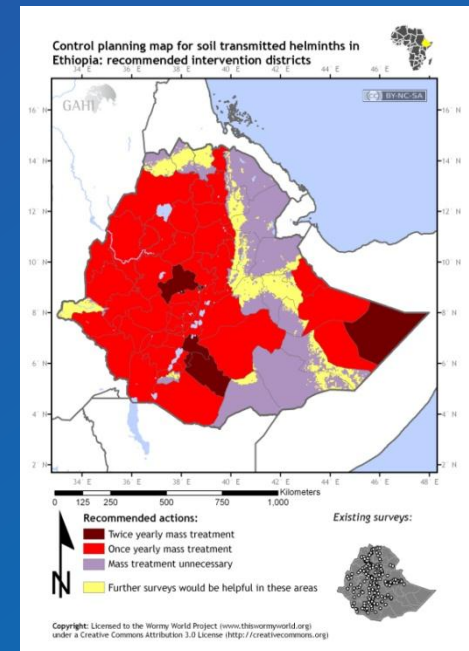 Control planning map for soil transmitted helminths in
Ethiopia: recommended intervention districts
34 E 36 E 38 E 40 E 42 E 44 E 46 E 48 E
GAHI
cc BY-NC-SA
16 N 16 N
14 N 14 N
12 N 12 N
10 N 10 N
8 N 8 N
6 N 6 N
4 N 4 N
2 N 2 N
34 E 36 E 38 E 40 E 42 E 44 E 46 E 48 E
Kilometers
0 125 250 500 750 1,000
Recommended actions:
Existing surveys:
Twice yearly mass treatment
Once yearly mass treatment
Mass treatment unnecessary
Further surveys would be helpful in these areas
N
Copyright: Licensed to the Wormy World Project (www.thiswormyworld.org)
under a Creative Commons Attribution 3.0 License (http://creativecommons.org)